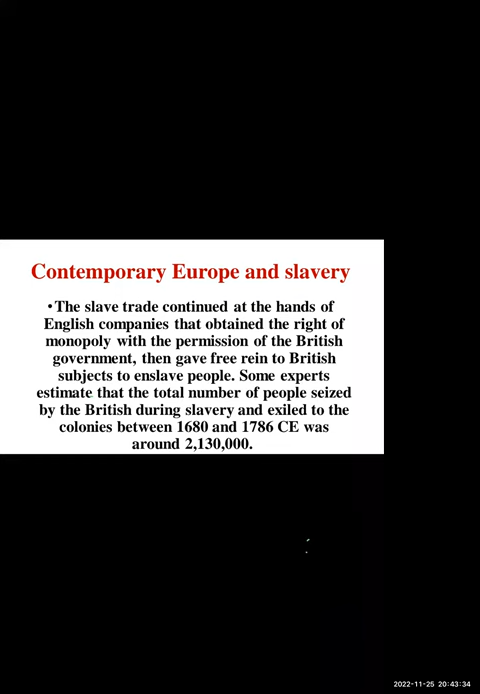 Contemporary Europe and slavery
•The slave trade continued at the hands of
English companies that obtained the right of
monopoly with the permission of the British
government, then gave free rein to British
subjects to enslave people. Some experts
estimate that the total number of people seized
by the British during slavery and exiled to the
colonies between 1680 and 1786 CE was
around 2,130,000.
2022-11-25 20:43:34